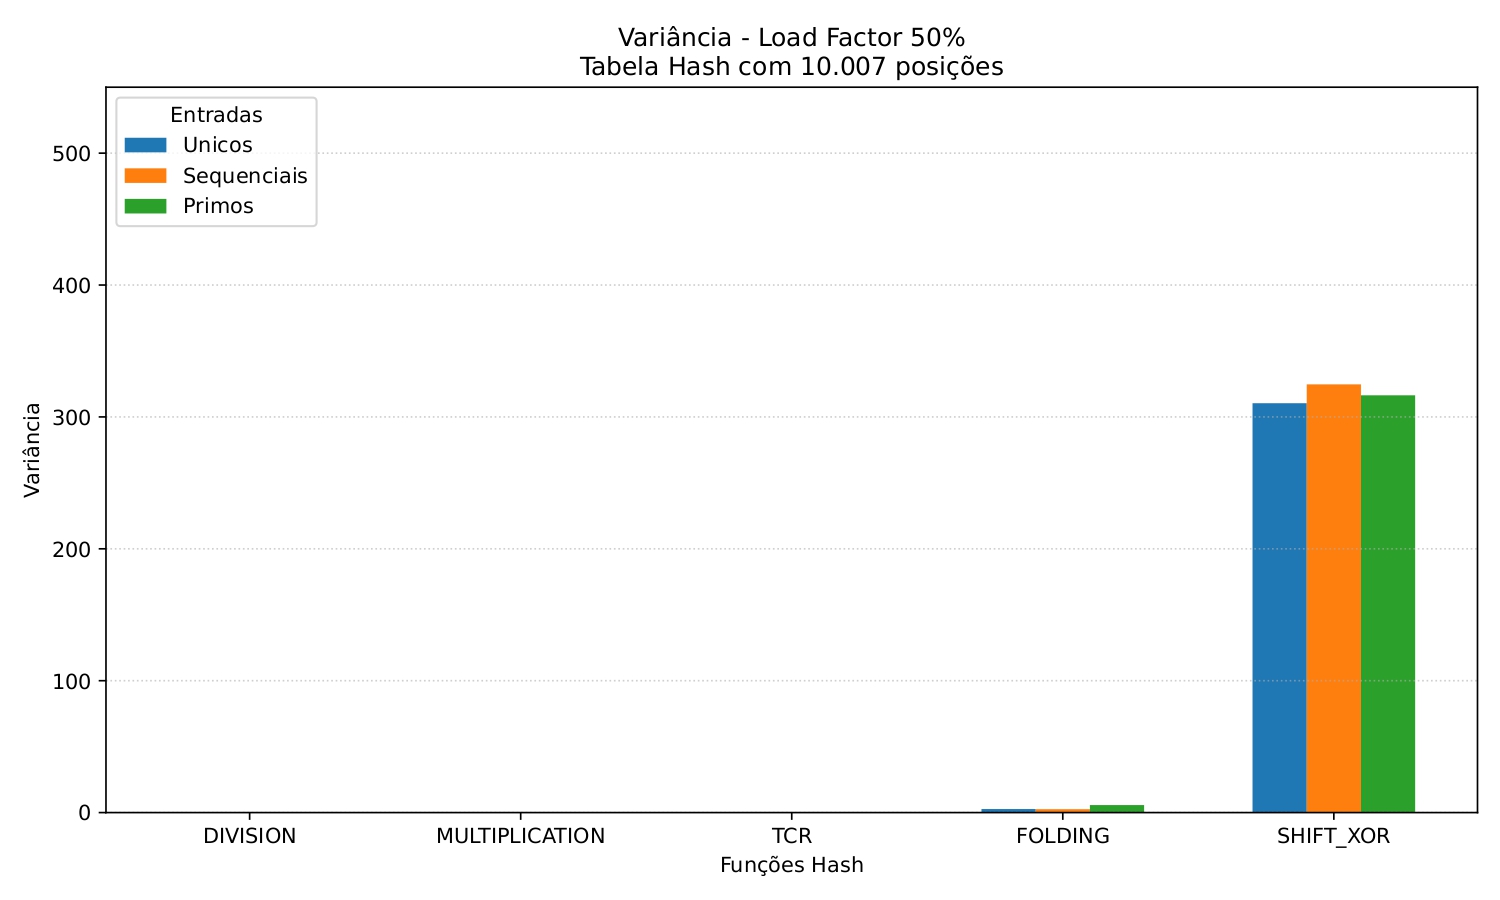 Variância - Load Factor 50%
Tabela Hash com 10.007 posições
Entradas
Unicos
Sequenciais
Primos
Variância
500
400
300
200
100
0
DIVISION
MULTIPLICATION
TCR
FOLDING
SHIFT_XOR
Funções Hash